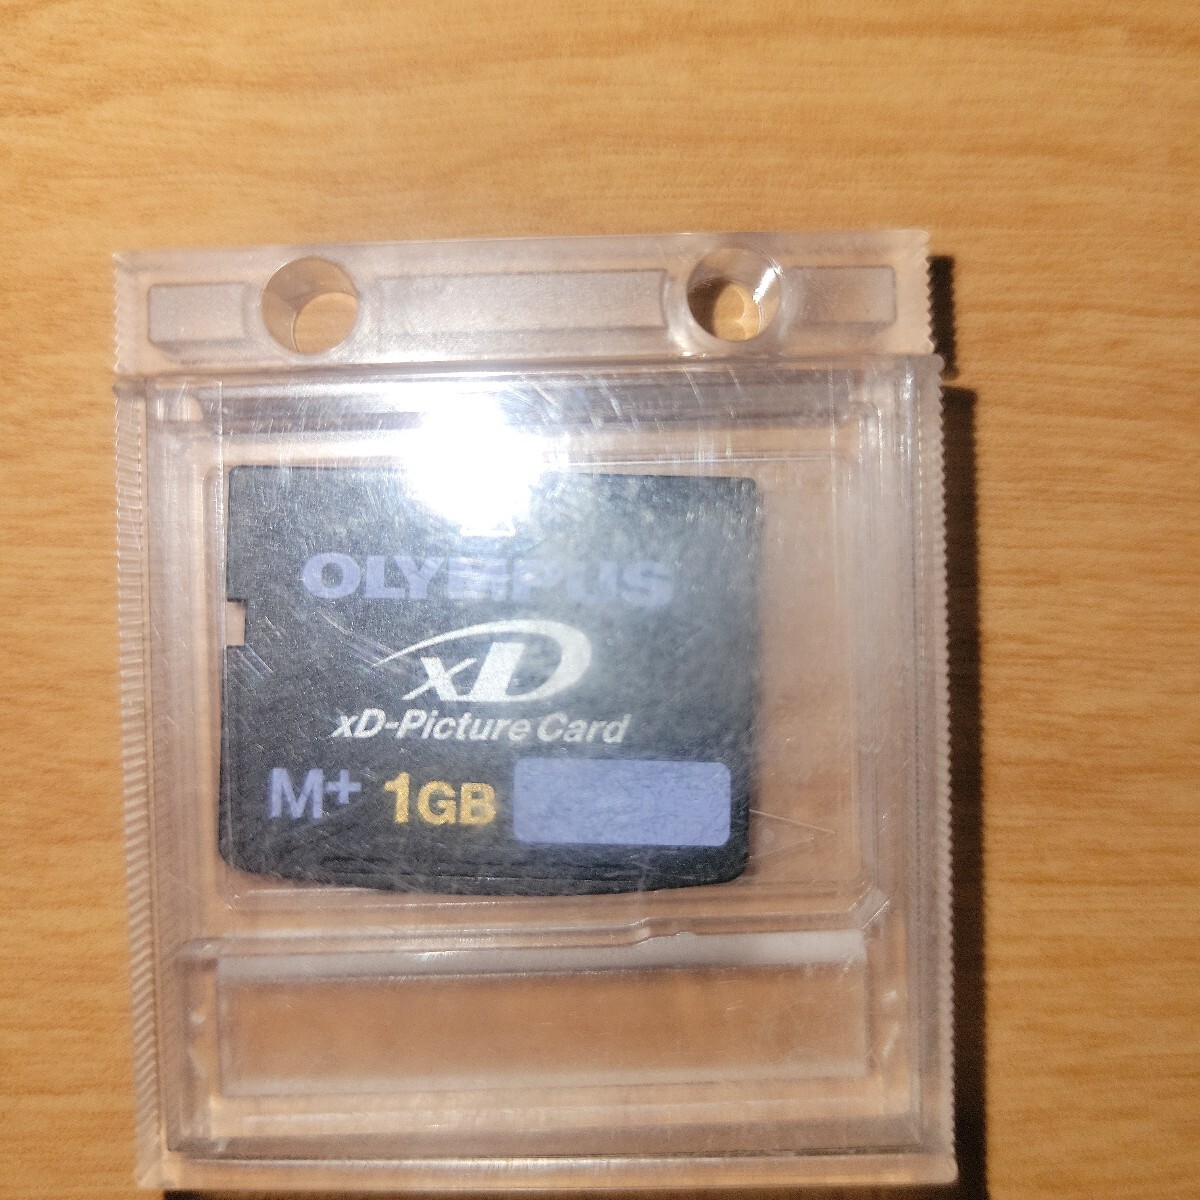 OLYMPUS
xD
xD-Picture Card
M+ 1GB